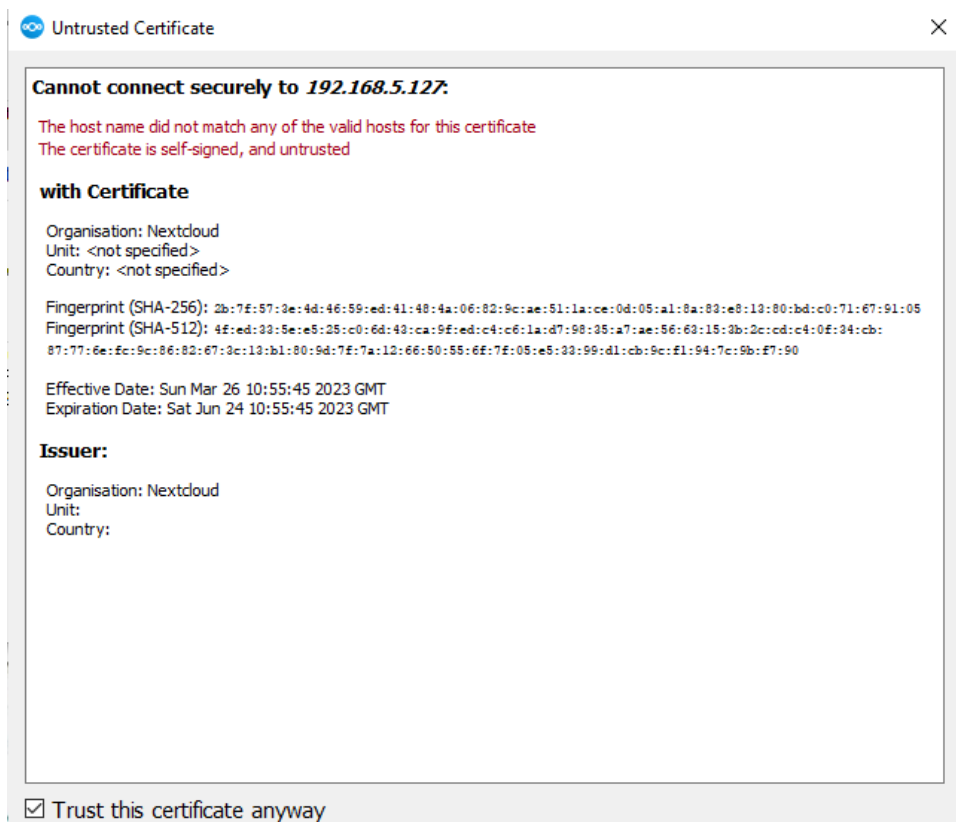 Untrusted Certificate
Cannot connect securely to 192.168.5.127:
The host name did not match any of the valid hosts for this certificate
The certificate is self-signed, and untrusted
with Certificate
Organisation: Nextcloud
Unit: <not specified>
Country: <not specified>
Fingerprint (SHA-256): 2b:7f:57:3e:4d:46:59:ed:41:48:4a:06:82:9c:ae:51:1a:ce:0d:05:a1:8a:83:e8:13:80:bd:c0:71:67:91:05
Fingerprint (SHA-512): 4f:ed:33:5e:e5:25:c0:6d:43:ca:9f:ed:c4:c6:1a:d7:98:35:a7:ae:56:63:15:3b:2c:cd:c4:0f:34:cb:
87:77:6e:fc:9c:86:82:67:3c:13:b1:80:9d:7f:7a:12:66:50:55:6f:7f:05:e5:33:99:d1:cb:9c:f1:94:7c:9b:f7:90
Effective Date: Sun Mar 26 10:55:45 2023 GMT
Expiration Date: Sat Jun 24 10:55:45 2023 GMT
Issuer:
Organisation: Nextcloud
Unit:
Country:
Trust this certificate anyway